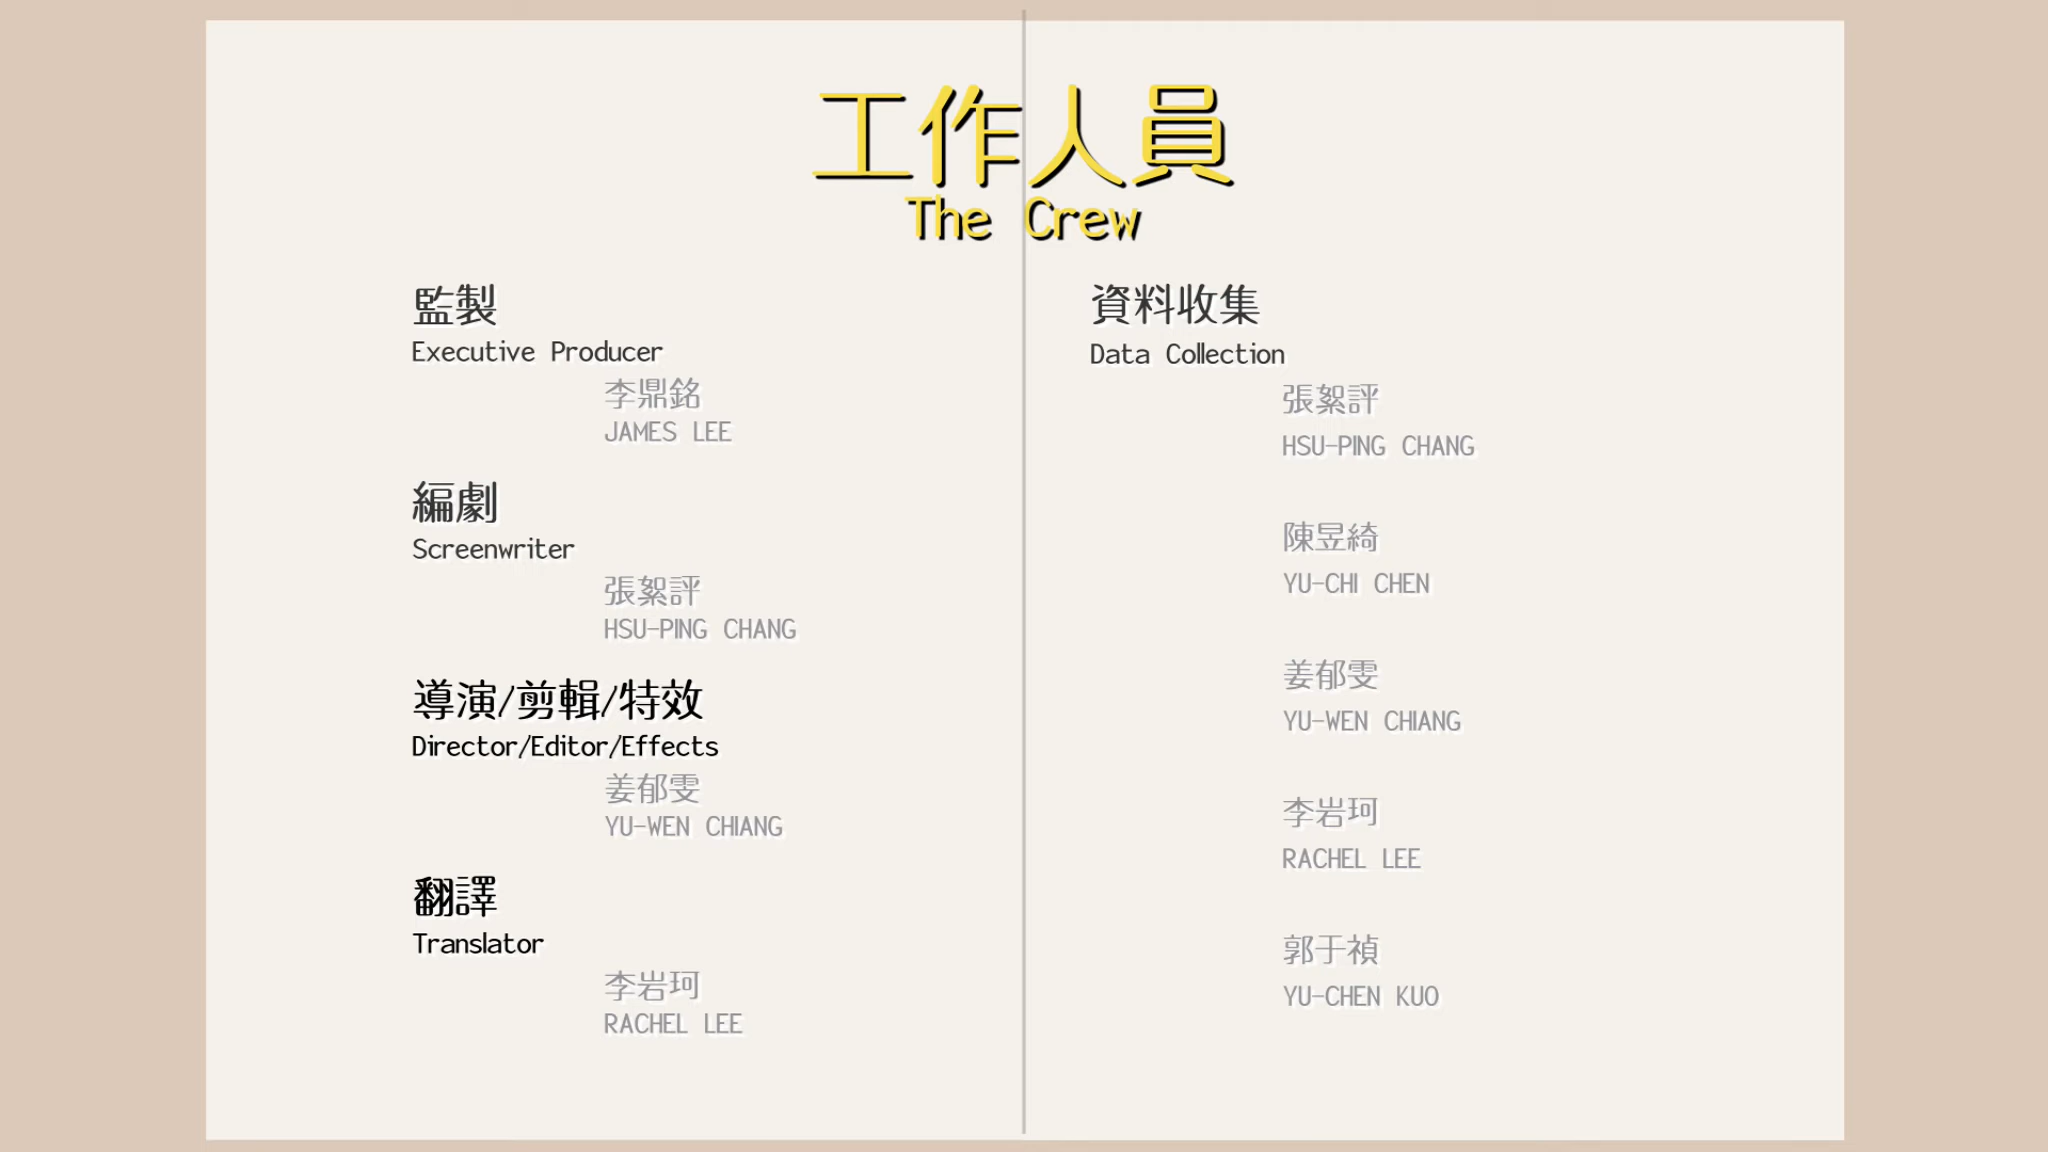 工作人員
The Crew
監製
Executive Producer
李鼎銘
JAMES LEE
編劇
Screenwriter
張絮評
HSU-PING CHANG
導演/剪輯/特效
Director/Editor/Effects
姜郁雯
YU-WEN CHIANG
翻譯
Translator
李岩珂
RACHEL LEE
資料收集
Data Collection
張絮評
HSU-PING CHANG
陳昱綺
YU-CHI CHEN
姜郁雯
YU-WEN CHIANG
李岩珂
RACHEL LEE
郭于禎
YU-CHEN KUO